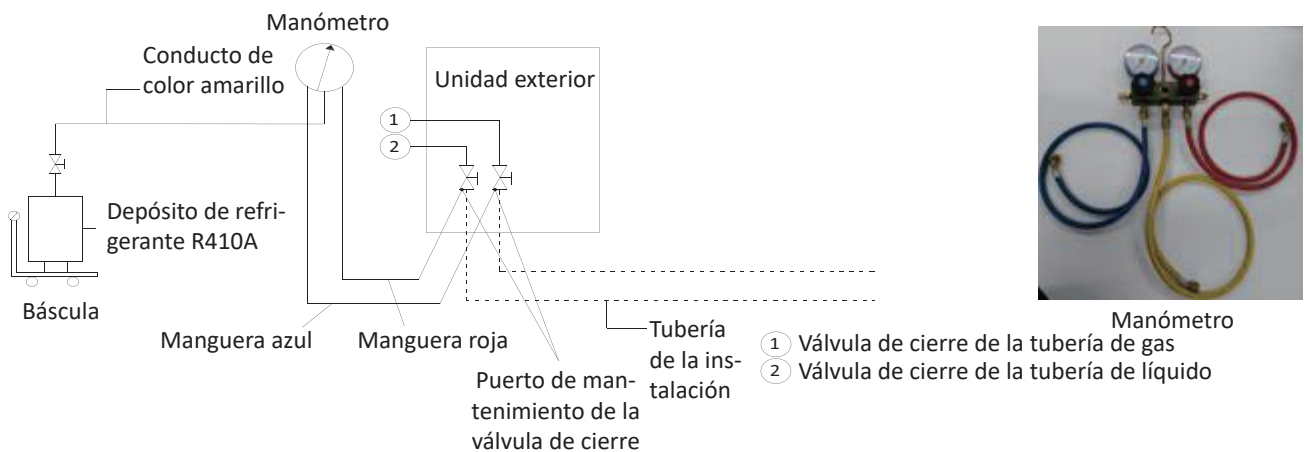 Manómetro
Conducto de
color amarillo
Unidad exterior
1
2
Depósito de refri-
gerante R410A
Báscula
Manguera azul
Manguera roja
Tubería
de la ins-
talación
Puerto de man-
tenimiento de la
válvula de cierre
Manómetro
1 Válvula de cierre de la tubería de gas
2 Válvula de cierre de la tubería de líquido